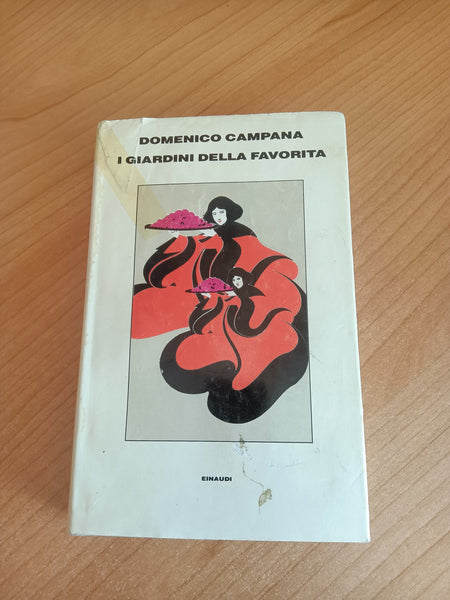 DOMENICO CAMPANA
I GIARDINI DELLA FAVORITA
EINAUDI